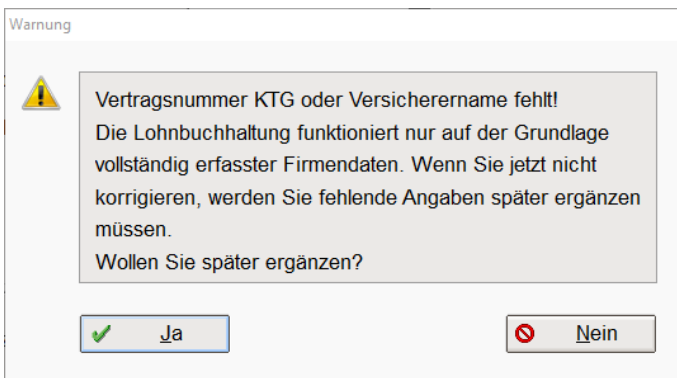 Warnung
Vertragsnummer KTG oder Versicherername fehlt!
Die Lohnbuchhaltung funktioniert nur auf der Grundlage
vollständig erfasster Firmendaten. Wenn Sie jetzt nicht
korrigieren, werden Sie fehlende Angaben später ergänzen
müssen.
Wollen Sie später ergänzen?
Ja
Nein